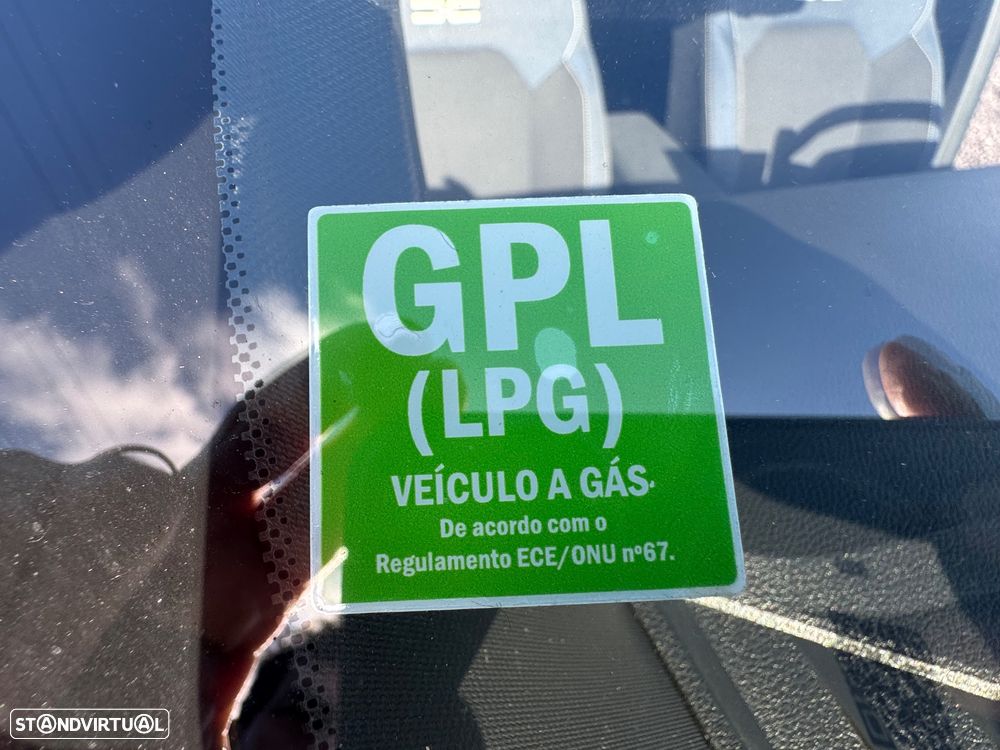 GPL
(LPG)
VEÍCULO A GÁS.
De acordo com o
Regulamento ECE/ONU nº67.
STANDVIRTUAL